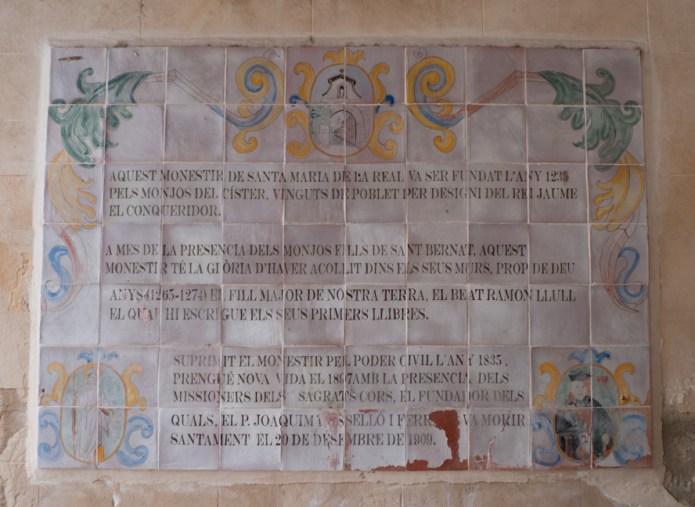 AQUEST MONESTIR DE SANTA MARIA DE LA REAL VA SER FUNDAT L'ANY 1235
PELS MONJOS DEL CÍSTER, VINGUTS DE POBLET PER DESIGNI DEL REI JAUME
EL CONQUERIDOR.
A MES DE LA PRESENCIA DELS MONJOS FILLS DE SANT BERNAT, AQUEST
MONESTIR TÉ LA GLÒRIA D'HAVER ACOLLIT DINS ELS SEUS MURS, PROP DE DEU
ANYS (1265-1274) EL FILL MAJOR DE NOSTRA TERRA, EL BEAT RAMON LLULL
EL QUAL HI ESCRIGUE ELS SEUS PRIMERS LLIBRES.
SUPRIMIT EL MONESTIR PEL PODER CIVIL L'ANY 1835,
PRENGUÉ NOVA VIDA EL 1897 AMB LA PRESENCIA DELS
MISSIONERS DELS SAGRATS CORS, EL FUNDADOR DELS
QUALS, EL P. JOAQUIM ROSSELLO I FERRA VA MORIR
SANTAMENT EL 20 DE DESEMBRE DE 1909.